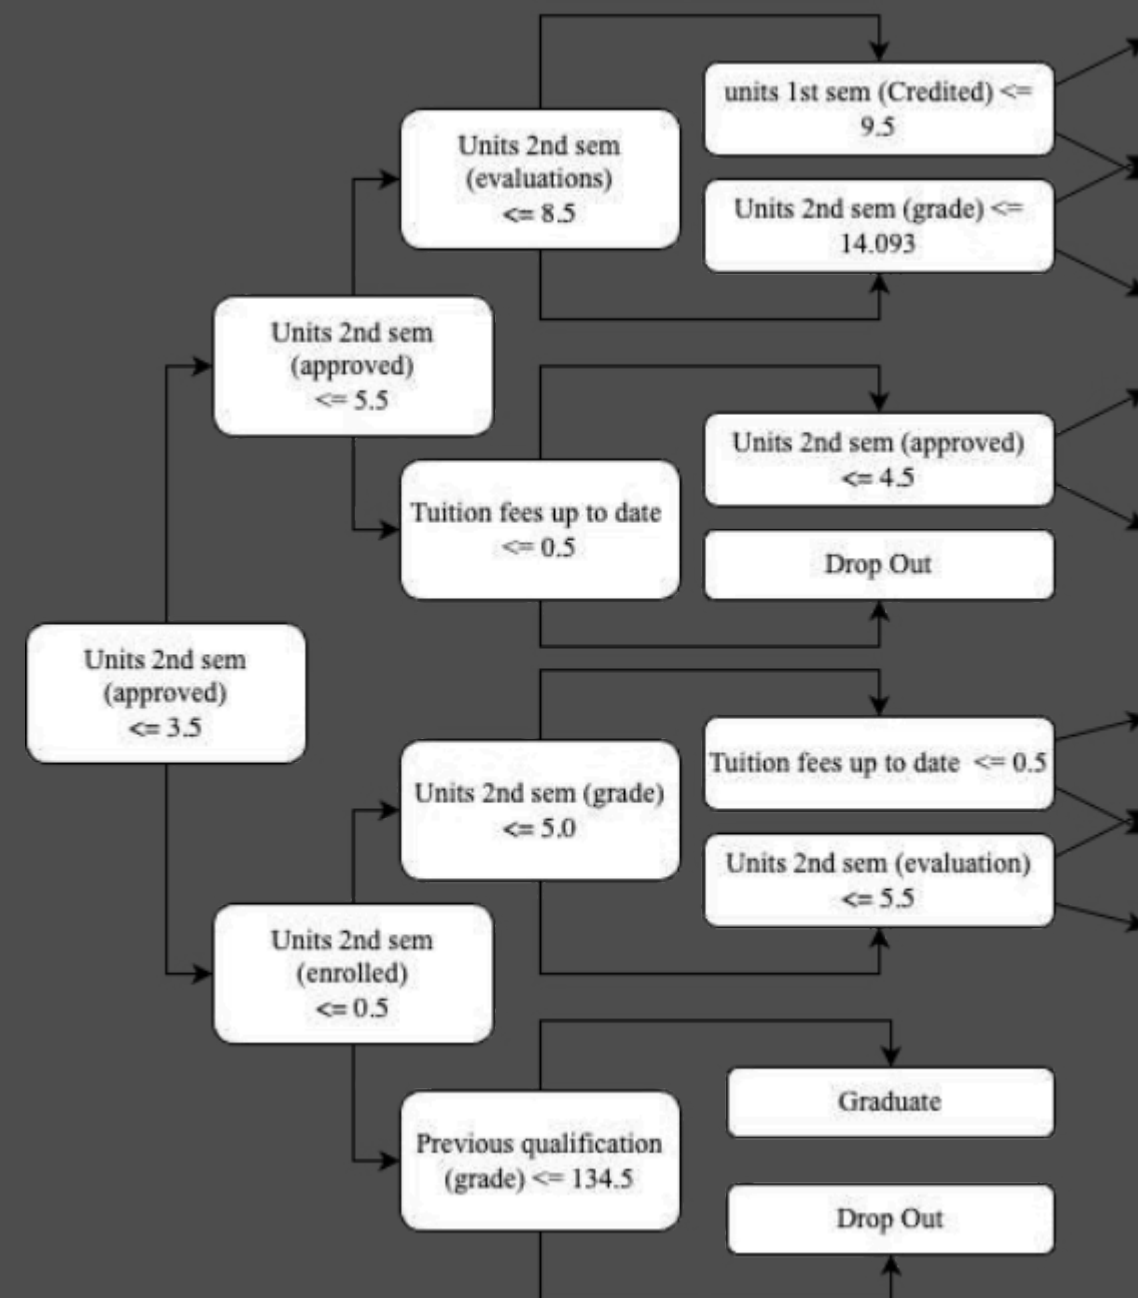 units 1st sem (Credited) <=
9.5
Units 2nd sem
(evaluations)
<= 8.5
Units 2nd sem (grade) <=
14.093
Units 2nd sem
(approved)
<= 5.5
Units 2nd sem (approved)
<= 4.5
Tuition fees up to date
<= 0.5
Drop Out
Units 2nd sem
(approved)
<= 3.5
Tuition fees up to date <= 0.5
Units 2nd sem (grade)
<= 5.0
Units 2nd sem (evaluation)
<= 5.5
Units 2nd sem
(enrolled)
<= 0.5
Graduate
Previous qualification
(grade) <= 134.5
Drop Out